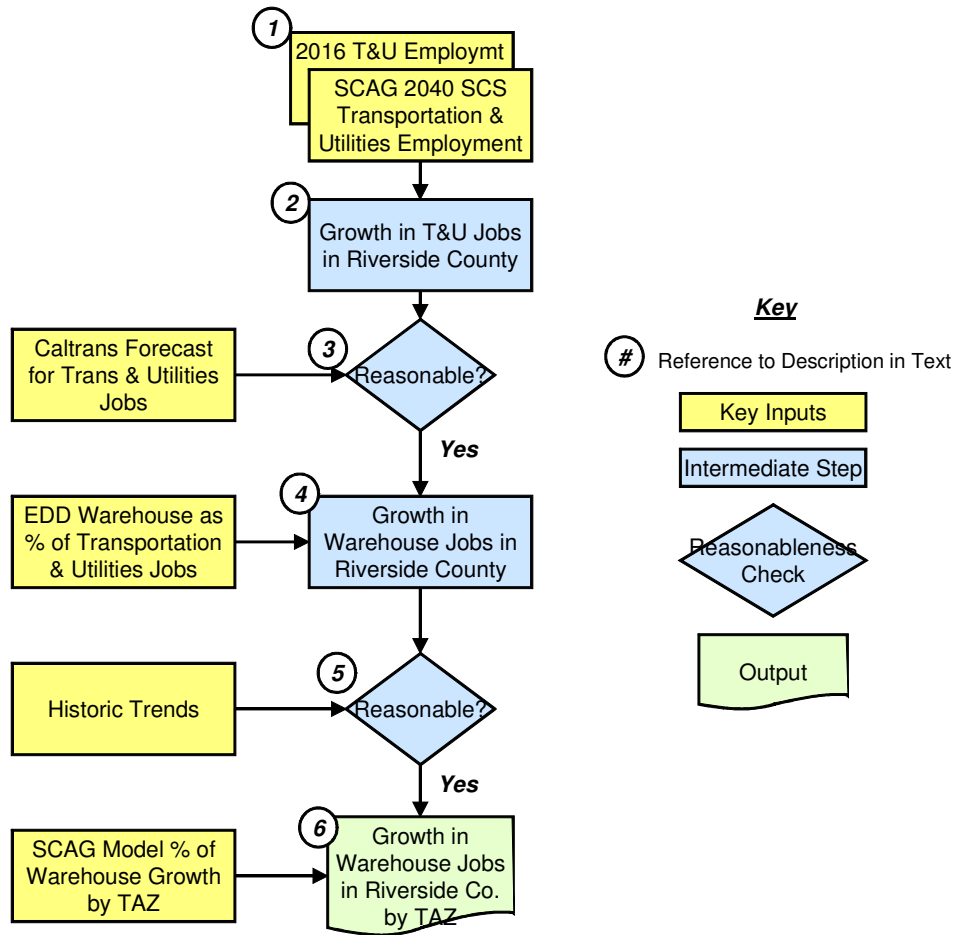 1
2016 T&U Employmt
SCAG 2040 SCS
Transportation &
Utilities Employment
2
Growth in T&U Jobs
in Riverside County
Caltrans Forecast
for Trans & Utilities
Jobs
3
Reasonable?
Yes
EDD Warehouse as
% of Transportation
& Utilities Jobs
4
Growth in
Warehouse Jobs in
Riverside County
Historic Trends
5
Reasonable?
Yes
SCAG Model % of
Warehouse Growth
by TAZ
6
Growth in
Warehouse Jobs
in Riverside Co.
by TAZ
Key
# Reference to Description in Text
Key Inputs
Intermediate Step
Reasonableness
Check
Output